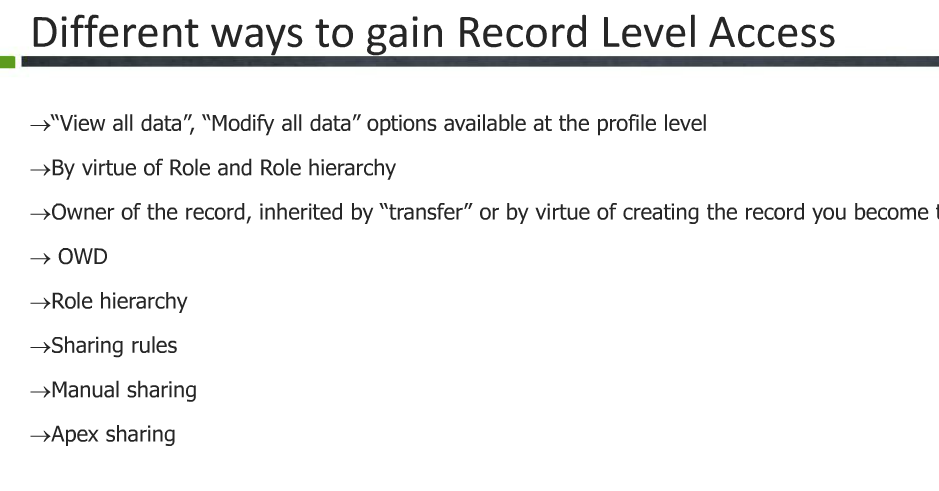 Different ways to gain Record Level Access
→“View all data”, “Modify all data” options available at the profile level
→By virtue of Role and Role hierarchy
→Owner of the record, inherited by “transfer” or by virtue of creating the record you become
→ OWD
→Role hierarchy
→Sharing rules
→Manual sharing
→Apex sharing